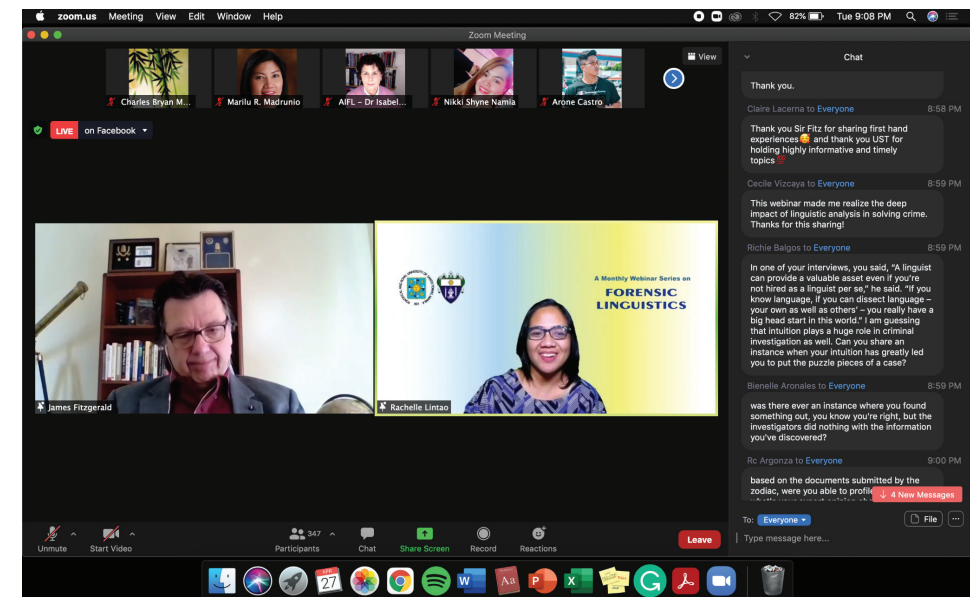 zoom.us Meeting View Edit Window Help
82% Tue 9:08 PM
Zoom Meeting
View
Charles Bryan M...
Marilu R. Madrunio
AIFL – Dr Isabel...
Nikki Shyne Namia
Arone Castro
LIVE on Facebook
A Monthly Webinar Series on
FORENSIC
LINGUISTICS
James Fitzgerald
Rachelle Lintao
Chat
Thank you.
Claire Lacerna to Everyone 8:58 PM
Thank you Sir Fitz for sharing first hand
experiences🥰 and thank you UST for
holding highly informative and timely
topics💯
Cecile Vizcaya to Everyone 8:59 PM
This webinar made me realize the deep
impact of linguistic analysis in solving crime.
Thanks for this sharing!
Richie Balgos to Everyone 8:59 PM
In one of your interviews, you said, "A linguist
can provide a valuable asset even if you're
not hired as a linguist per se," he said. "If you
know language, if you can dissect language –
your own as well as others' – you really have a
big head start in this world." I am guessing
that intuition plays a huge role in criminal
investigation as well. Can you share an
instance when your intuition has greatly led
you to put the puzzle pieces of a case?
Bienelle Aronales to Everyone 8:59 PM
was there ever an instance where you found
something out, you know you're right, but the
investigators did nothing with the information
you've discovered?
Rc Argonza to Everyone 9:00 PM
based on the documents submitted by the
zodiac, were you able to profile
↓ 4 New Messages
To: Everyone
File
Type message here...
Unmute
Start Video
347
Participants
Chat
Share Screen
Record
Reactions
Leave
APR
27
Aa
W
P
X
G